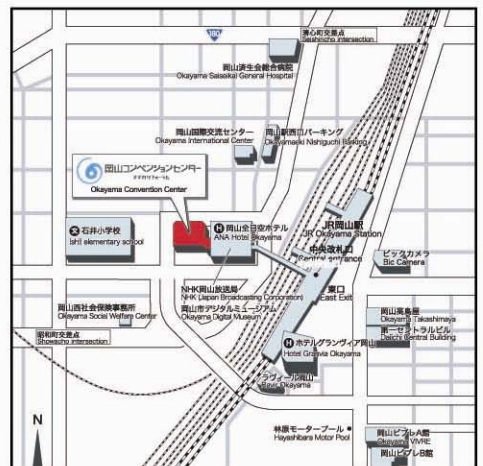 180
清心町交差点
Seishincho intersection
岡山済生会総合病院
Okayama Saiseikai General Hospital
岡山国際交流センター
Okayama International Center
岡山駅西口パーキング
Okayamaeki Nishiguchi Parking
岡山コンベンションセンター
ママカリフォーラム
Okayama Convention Center
文 石井小学校
Ishii elementary school
H 岡山全日空ホテル
ANA Hotel Okayama
JR岡山駅
JR Okayama Station
中央改札口
Central entrance
ビックカメラ
Bic Camera
NHK岡山放送局
NHK (Japan Broadcasting Corporation)
岡山市デジタルミュージアム
Okayama Digital Museum
東口
East Exit
岡山西社会保険事務所
Okayama Social Welfare Center
岡山高島屋
Okayama Takashimaya
第一セントラルビル
Daiichi Central Building
昭和町交差点
Showacho intersection
H ホテルグランヴィア岡山
Hotel Granvia Okayama
ラヴィール岡山
Okayama
N
林原モータープール
Hayashibara Motor Pool
岡山ビブレA館
Okayama VIVRE
岡山ビブレB館